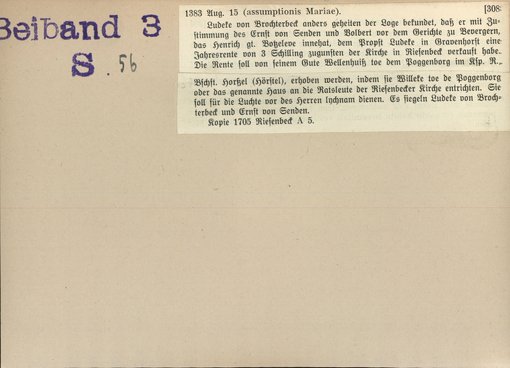 Beiband 3
S. 56
1383 Aug. 15 (assumptionis Mariae). [308:
Ludeke von Brochterbeck anders geheiten der Loge bekundet, daß er mit Zu-
stimmung des Ernst von Senden und Volbert vor dem Gerichte zu Bevergern,
das Henrich gt. Votzleve innehat, dem Propst Ludeke in Gravenhorst eine
Jahresrente von 3 Schilling zugunsten der Kirche in Riesenbeck verkauft habe.
Die Rente soll von seinem Gute Wellenhuiß toe dem Poggenborg im Ksp. R.,
Bschft. Horßel (Hörstel), erhoben werden, indem sie Willeke toe de Poggenborg
oder das genannte Haus an die Ratsleute der Riesenbecker Kirche entrichten. Sie
soll für die Luchte vor des Herren lychnam dienen. Es siegeln Ludeke von Broch-
terbeck und Ernst von Senden.
Kopie 1705 Riesenbeck A 5.